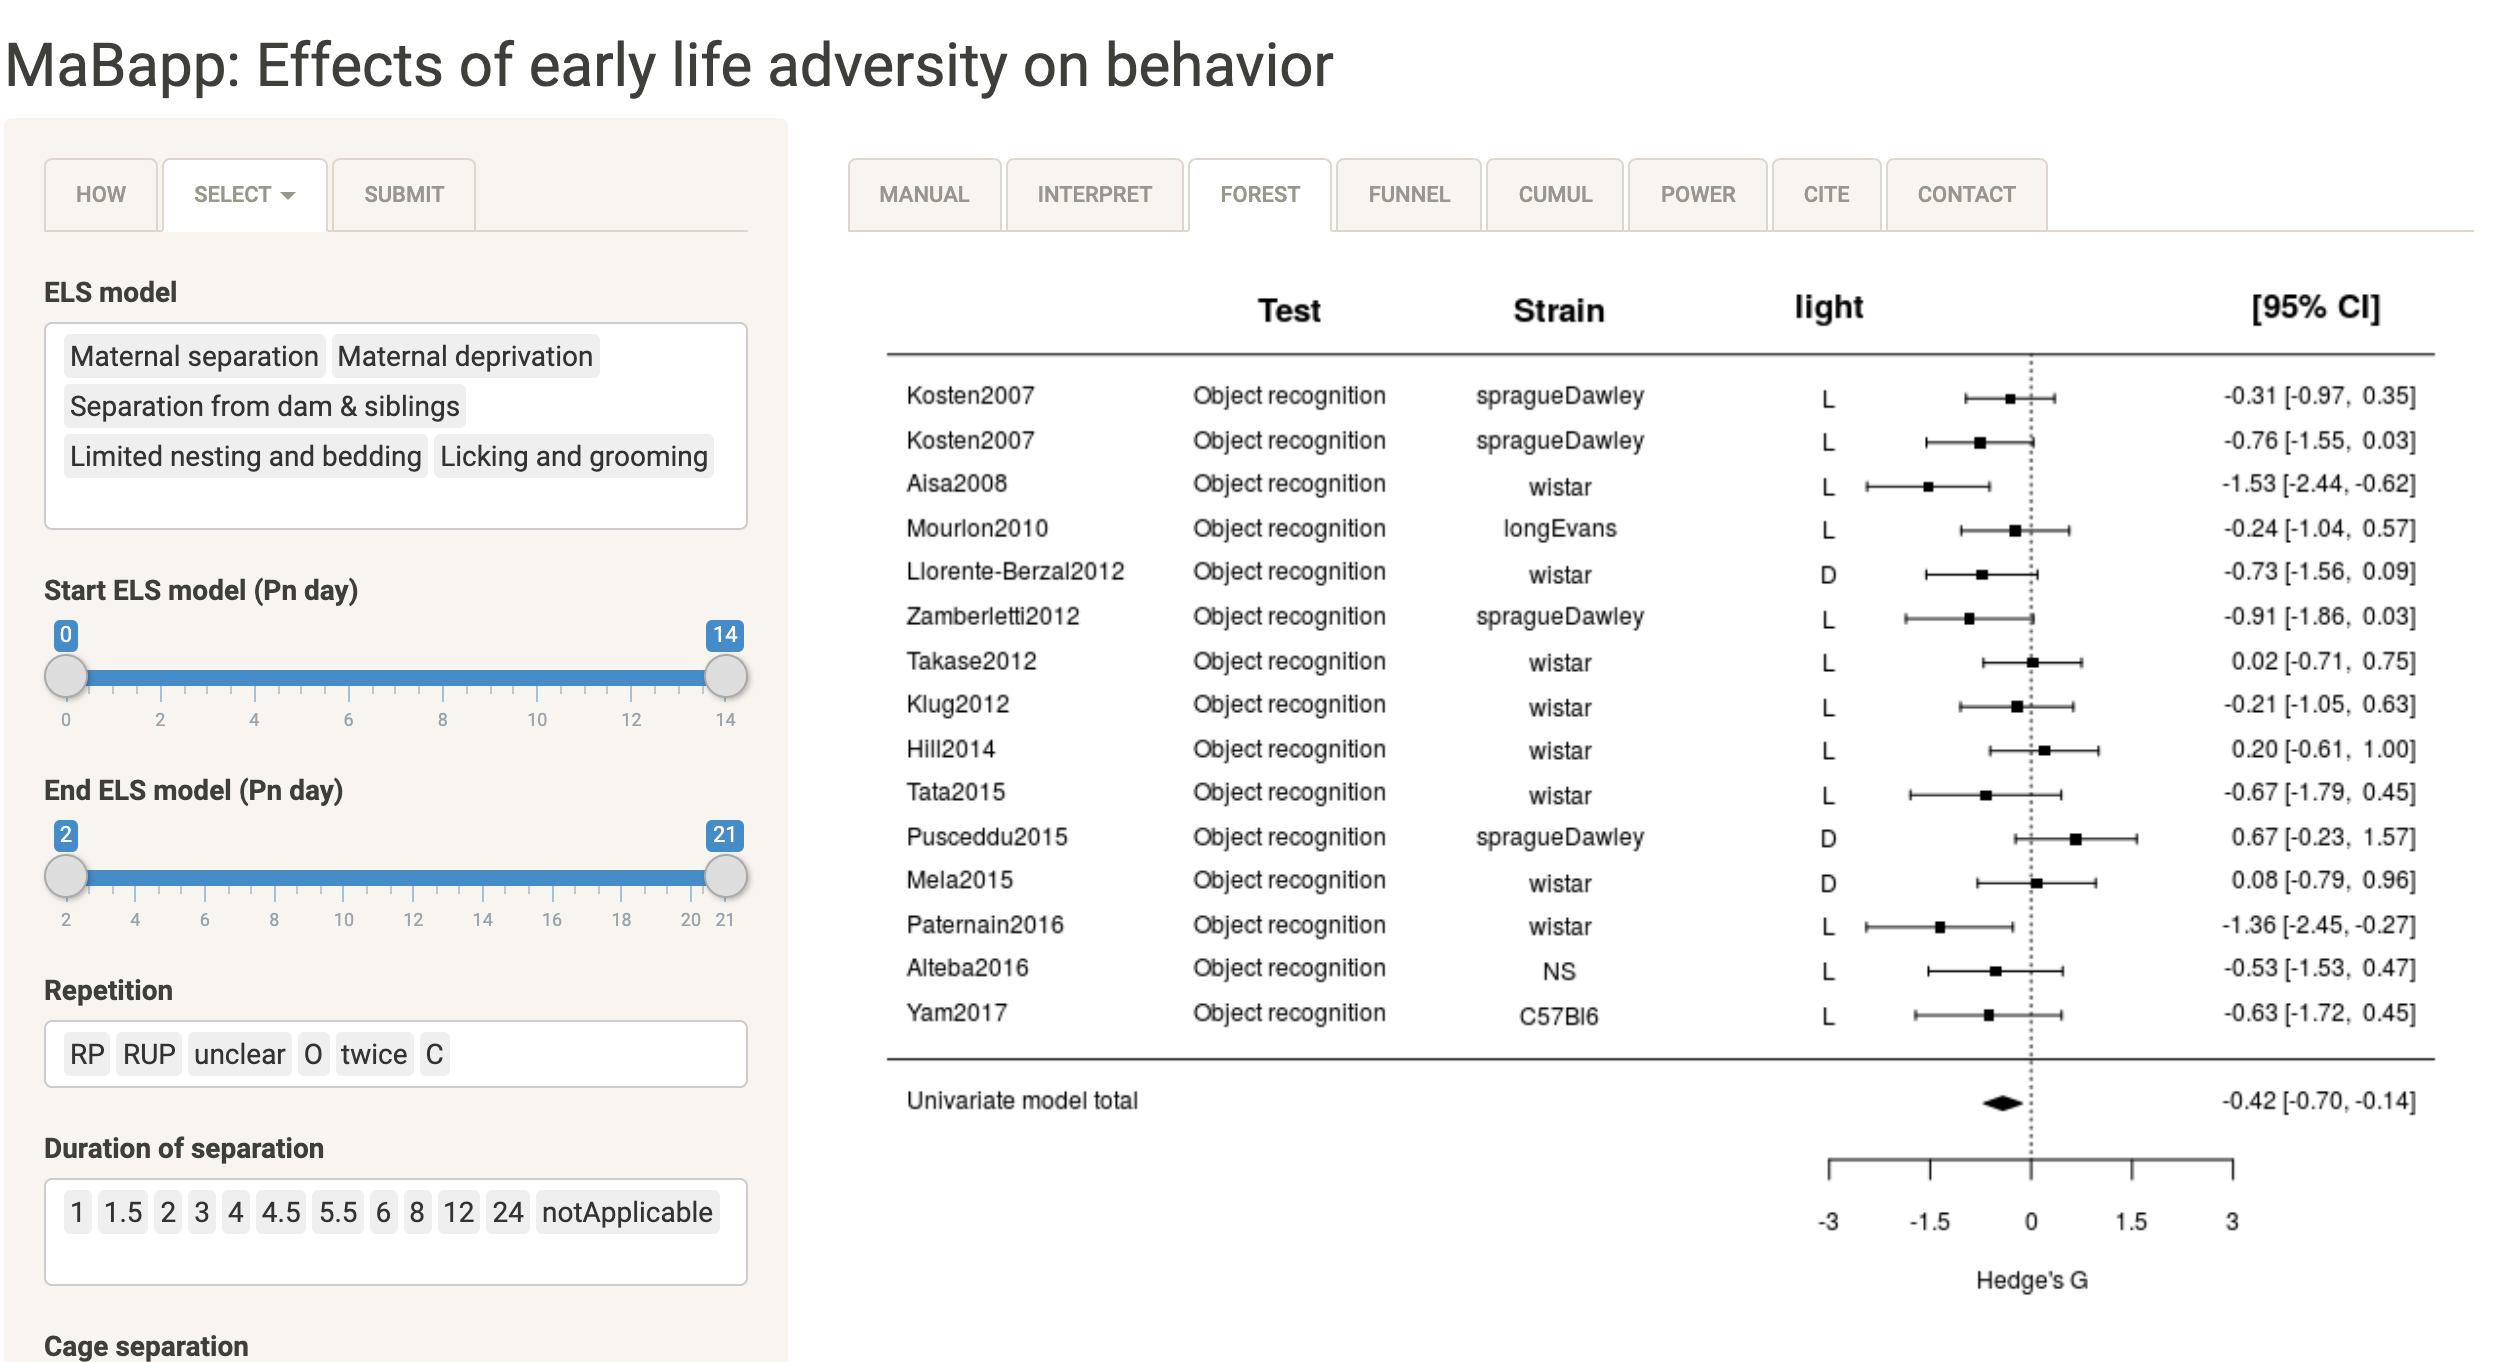 MaBapp: Effects of early life adversity on behavior
HOW SELECT SUBMIT
ELS model
Maternal separation Maternal deprivation
Separation from dam & siblings
Limited nesting and bedding Licking and grooming
Start ELS model (Pn day)
0 14
0 2 4 6 8 10 12 14
End ELS model (Pn day)
2 21
2 4 6 8 10 12 14 16 18 20 21
Repetition
RP RUP unclear O twice C
Duration of separation
1 1.5 2 3 4 4.5 5.5 6 8 12 24 notApplicable
Cage separation
MANUAL INTERPRET FOREST FUNNEL CUMUL POWER CITE CONTACT
Test Strain light [95% CI]
Kosten2007 Object recognition spragueDawley L -0.31 [-0.97, 0.35]
Kosten2007 Object recognition spragueDawley L -0.76 [-1.55, 0.03]
Aisa2008 Object recognition wistar L -1.53 [-2.44, -0.62]
Mourlon2010 Object recognition longEvans L -0.24 [-1.04, 0.57]
Llorente-Berzal2012 Object recognition wistar D -0.73 [-1.56, 0.09]
Zamberletti2012 Object recognition spragueDawley L -0.91 [-1.86, 0.03]
Takase2012 Object recognition wistar L 0.02 [-0.71, 0.75]
Klug2012 Object recognition wistar L -0.21 [-1.05, 0.63]
Hill2014 Object recognition wistar L 0.20 [-0.61, 1.00]
Tata2015 Object recognition wistar L -0.67 [-1.79, 0.45]
Pusceddu2015 Object recognition spragueDawley D 0.67 [-0.23, 1.57]
Mela2015 Object recognition wistar D 0.08 [-0.79, 0.96]
Paternain2016 Object recognition wistar L -1.36 [-2.45, -0.27]
Alteba2016 Object recognition NS L -0.53 [-1.53, 0.47]
Yam2017 Object recognition C57Bl6 L -0.63 [-1.72, 0.45]
Univariate model total -0.42 [-0.70, -0.14]
-3 -1.5 0 1.5 3
Hedge's G